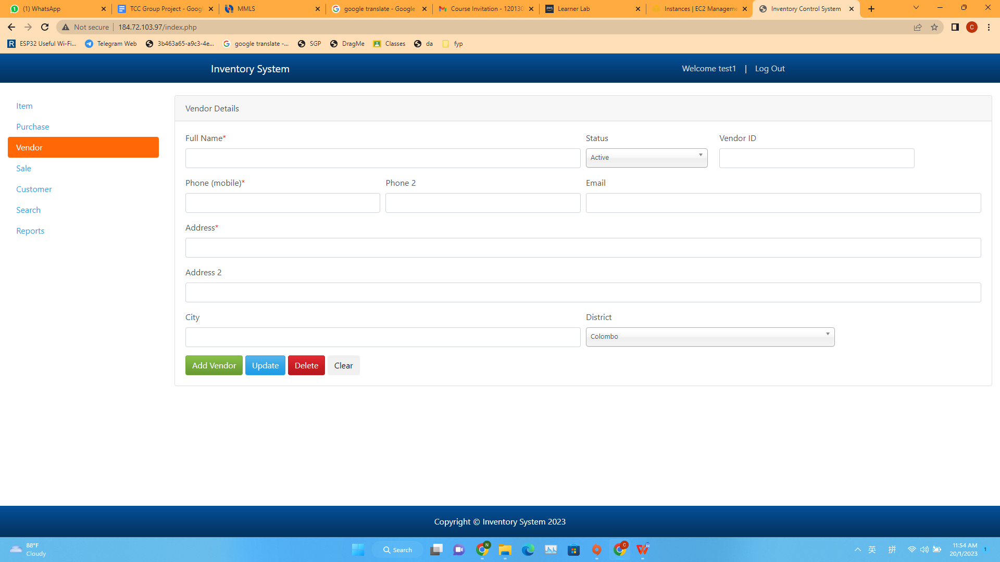 (1) WhatsApp
TCC Group Project - Googl
MMLS
google translate - Google
Course Invitation - 120130
aws
Learner Lab
Instances | EC2 Manageme
Inventory Control System
Not secure
184.72.103.97/index.php
C
R
ESP32 Useful Wi-Fi...
Telegram Web
3b463a65-a9c3-4e...
google translate -...
SGP
DragMe
Classes
da
fyp
Inventory System
Welcome test1 | Log Out
Item
Purchase
Vendor
Sale
Customer
Search
Reports
Vendor Details
Full Name*
Status
Vendor ID
Active
Phone (mobile)*
Phone 2
Email
Address*
Address 2
City
District
Colombo
Add Vendor
Update
Delete
Clear
Copyright © Inventory System 2023
88°F
Cloudy
Search
N
C
英
拼
11:54 AM
20/1/2023
1